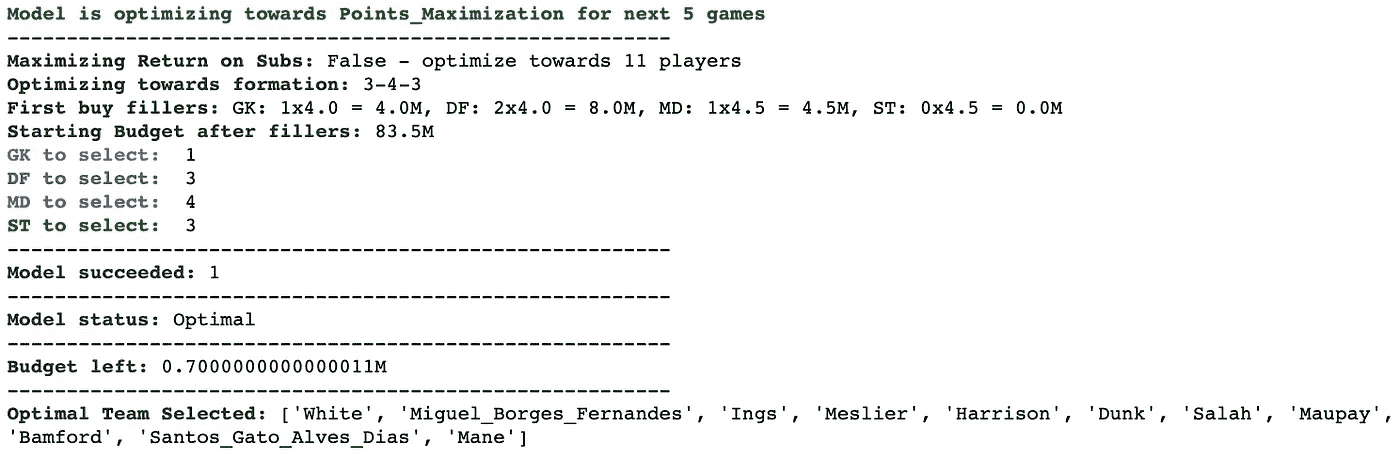 Model is optimizing towards Points_Maximization for next 5 games
--------------------------------------------------------
Maximizing Return on Subs: False - optimize towards 11 players
Optimizing towards formation: 3-4-3
First buy fillers: GK: 1x4.0 = 4.0M, DF: 2x4.0 = 8.0M, MD: 1x4.5 = 4.5M, ST: 0x4.5 = 0.0M
Starting Budget after fillers: 83.5M
GK to select:  1
DF to select:  3
MD to select:  4
ST to select:  3
--------------------------------------------------------
Model succeeded: 1
--------------------------------------------------------
Model status: Optimal
--------------------------------------------------------
Budget left: 0.7000000000000011M
--------------------------------------------------------
Optimal Team Selected: ['White', 'Miguel_Borges_Fernandes', 'Ings', 'Meslier', 'Harrison', 'Dunk', 'Salah', 'Maupay',
'Bamford', 'Santos_Gato_Alves_Dias', 'Mane']